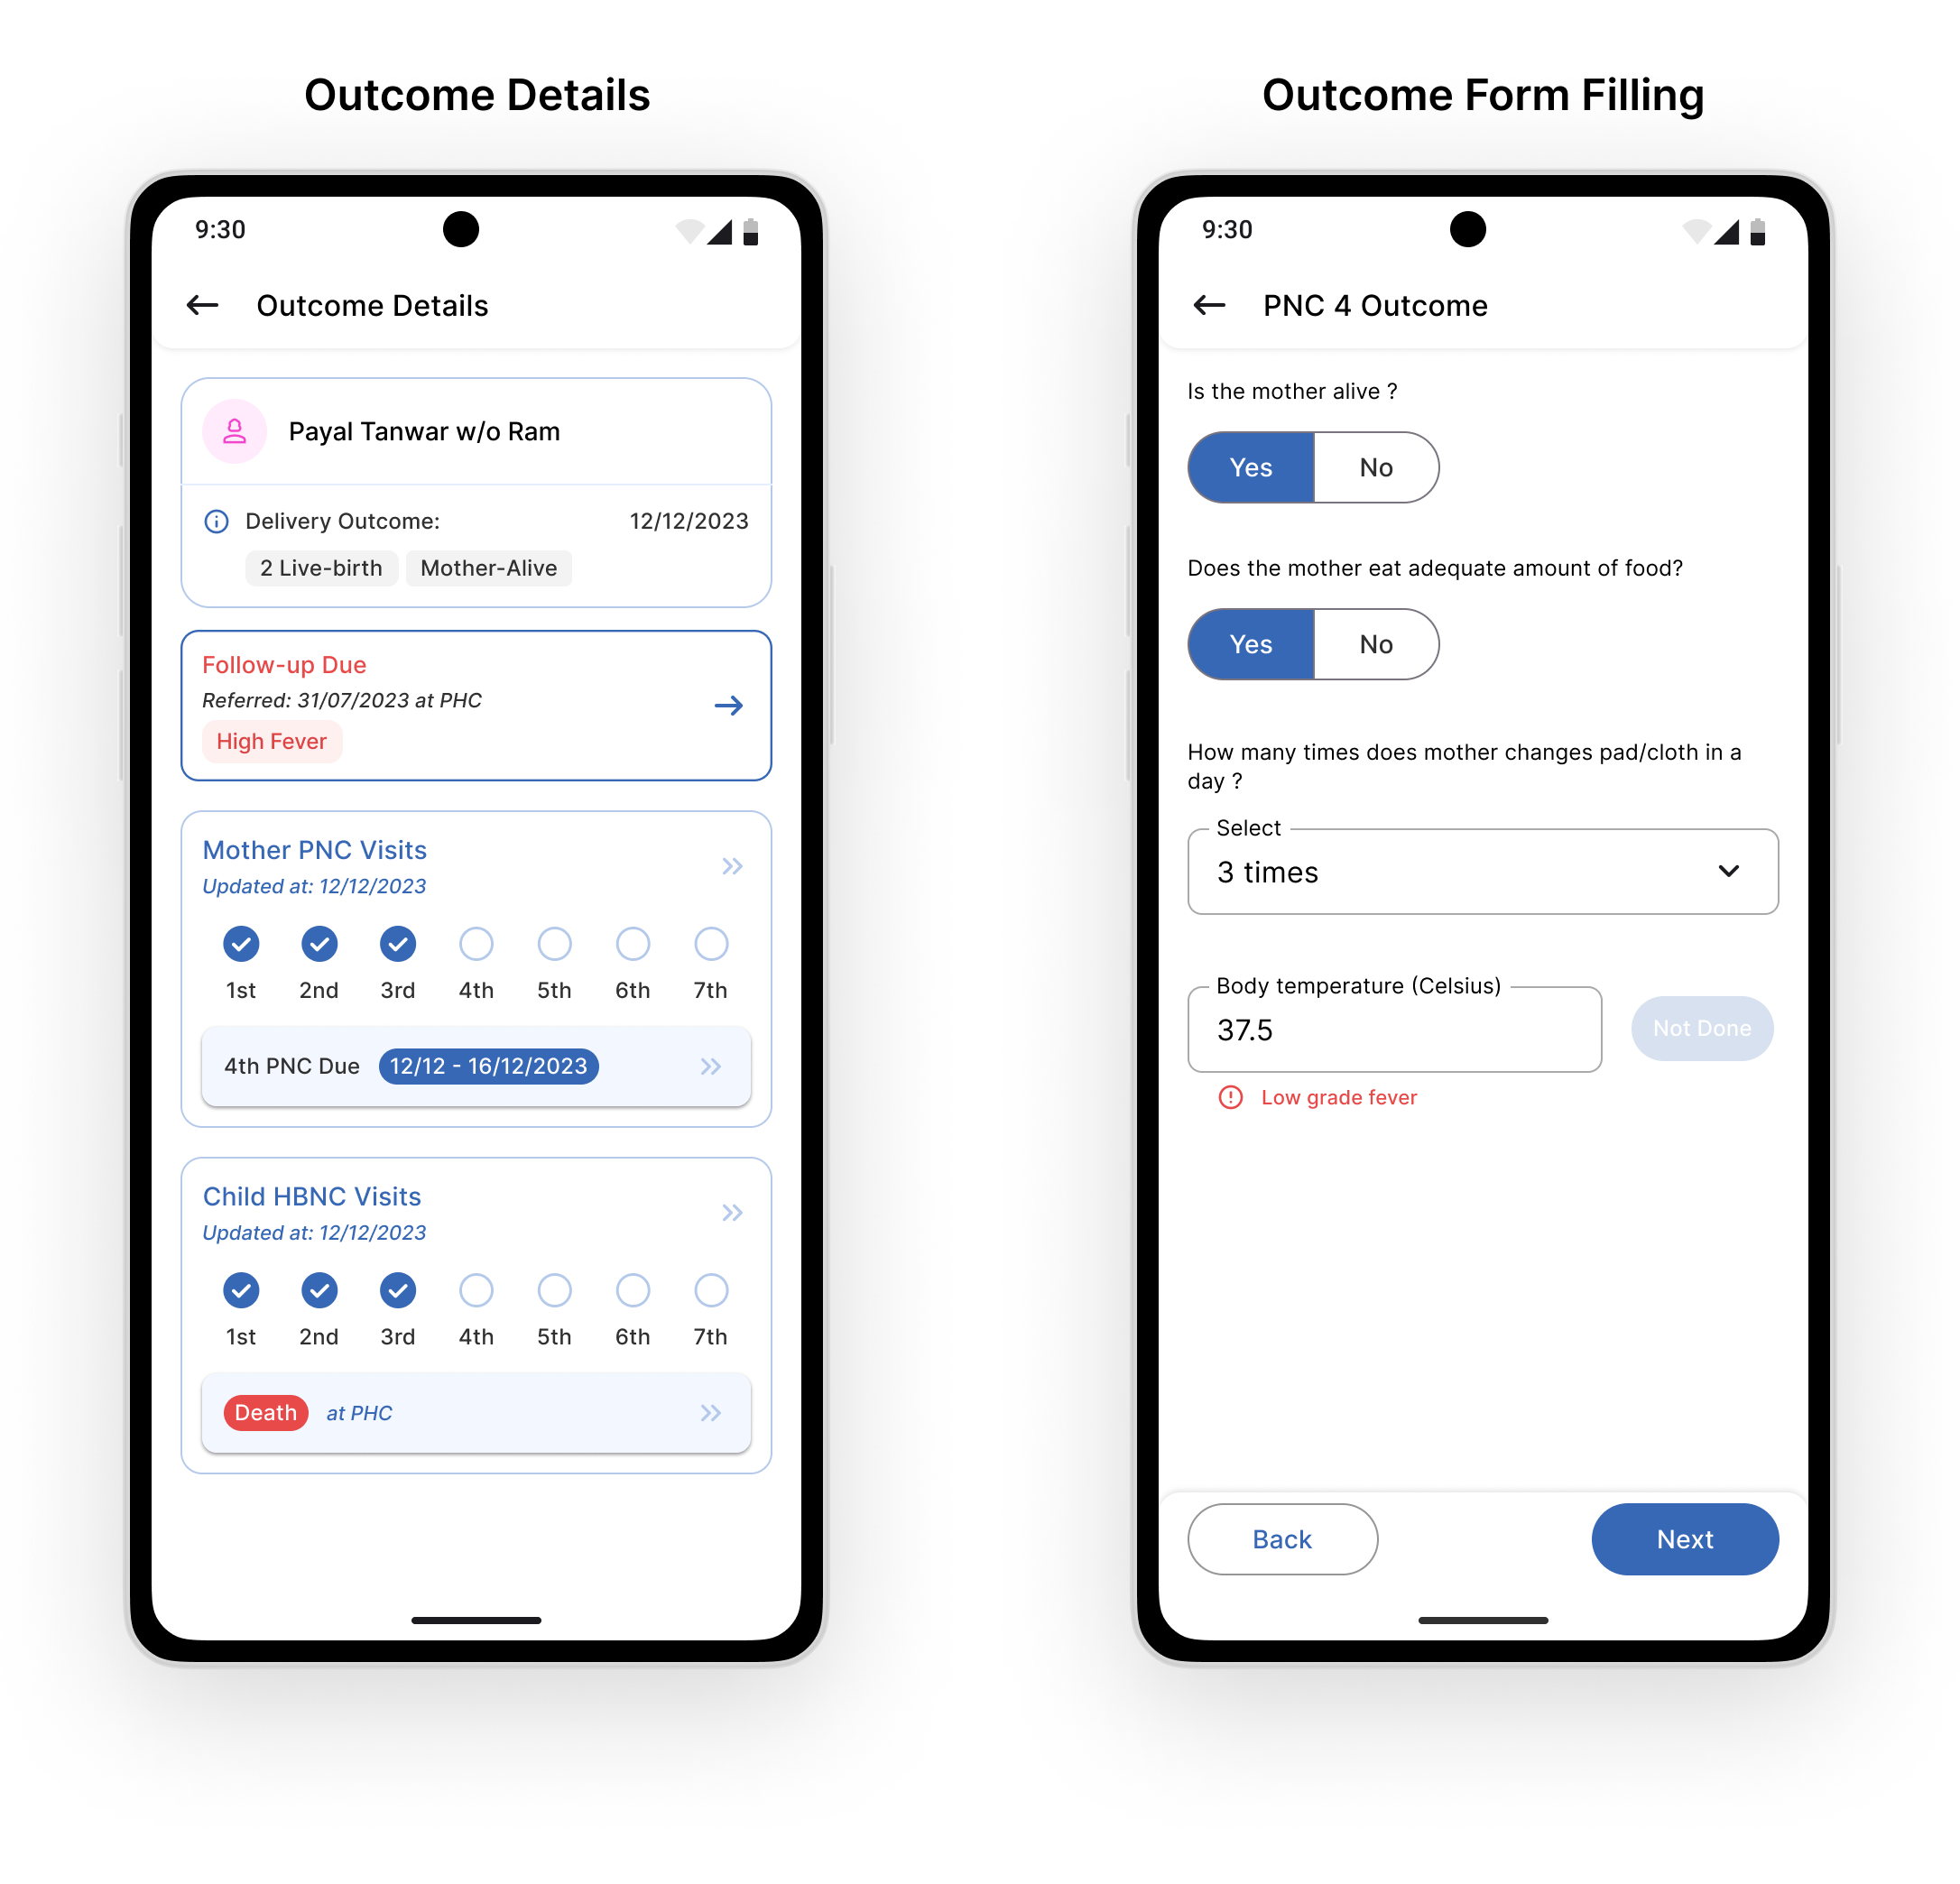 Outcome Details
9:30
Outcome Details
Payal Tanwar w/o Ram
Delivery Outcome: 12/12/2023
2 Live-birth Mother-Alive
Follow-up Due
Referred: 31/07/2023 at PHC
High Fever
Mother PNC Visits
Updated at: 12/12/2023
1st 2nd 3rd 4th 5th 6th 7th
4th PNC Due 12/12 - 16/12/2023
Child HBNC Visits
Updated at: 12/12/2023
1st 2nd 3rd 4th 5th 6th 7th
Death at PHC
Outcome Form Filling
9:30
PNC 4 Outcome
Is the mother alive ?
Yes No
Does the mother eat adequate amount of food?
Yes No
How many times does mother changes pad/cloth in a
day ?
Select
3 times
Body temperature (Celsius)
37.5 Not Done
Low grade fever
Back Next